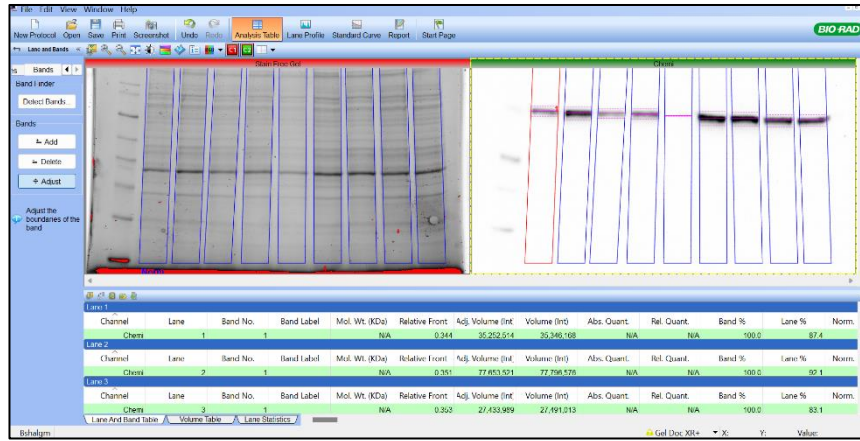 File Edit View Window Help
New Protocol Open Save Print Screenshot Undo Redo Analysis Table Lane Profile Standard Curve Report Start Page
BIO-RAD
Lane and Bands
Bands
Stain Free Gel
Chemi
Band Finder
Detect Bands...
Bands
Add
Delete
Adjust
Adjust the
boundaries of the
band
Lane 1
Channel Lane Band No. Band Label Mol. Wt. (KDa) Relative Front Adj. Volume (Int) Volume (Int) Abs. Quant. Rel. Quant. Band % Lane % Norm.
Chemi 1 1 N/A 0.344 35,252,514 35,346,168 N/A N/A 100.0 87.4
Lane 2
Channel Lane Band No. Band Label Mol. Wt. (KDa) Relative Front Adj. Volume (Int) Volume (Int) Abs. Quant. Rel. Quant. Band % Lane % Norm.
Chemi 2 1 N/A 0.351 77,653,521 N/A N/A 100.0 92.1
Lane 3
Channel Lane Band No. Band Label Mol. Wt. (KDa) Relative Front Adj. Volume (Int) Volume (Int) Abs. Quant. Rel. Quant. Band % Lane % Norm.
Chemi 3 1 N/A 0.353 27,433,989 27,491,013 N/A N/A 100.0 83.1
Lane And Band Table Volume Table Lane Statistics
Bshalgm Gel Doc XR+ X: Y: Value: